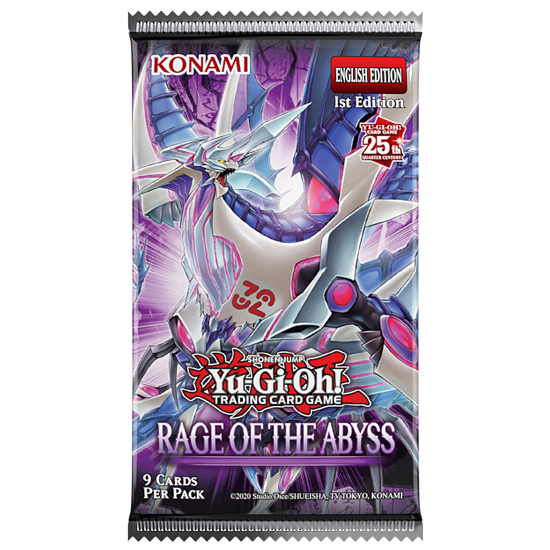 KONAMI
ENGLISH EDITION
1st Edition
YU-GI-OH!
CARD GAME
25th
QUARTER CENTURY
SHONEN JUMP
Yu-Gi-Oh!
TRADING CARD GAME
RAGE OF THE ABYSS
9 CARDS
PER PACK
©2020 Studio Dice/SHUEISHA, TV TOKYO, KONAMI